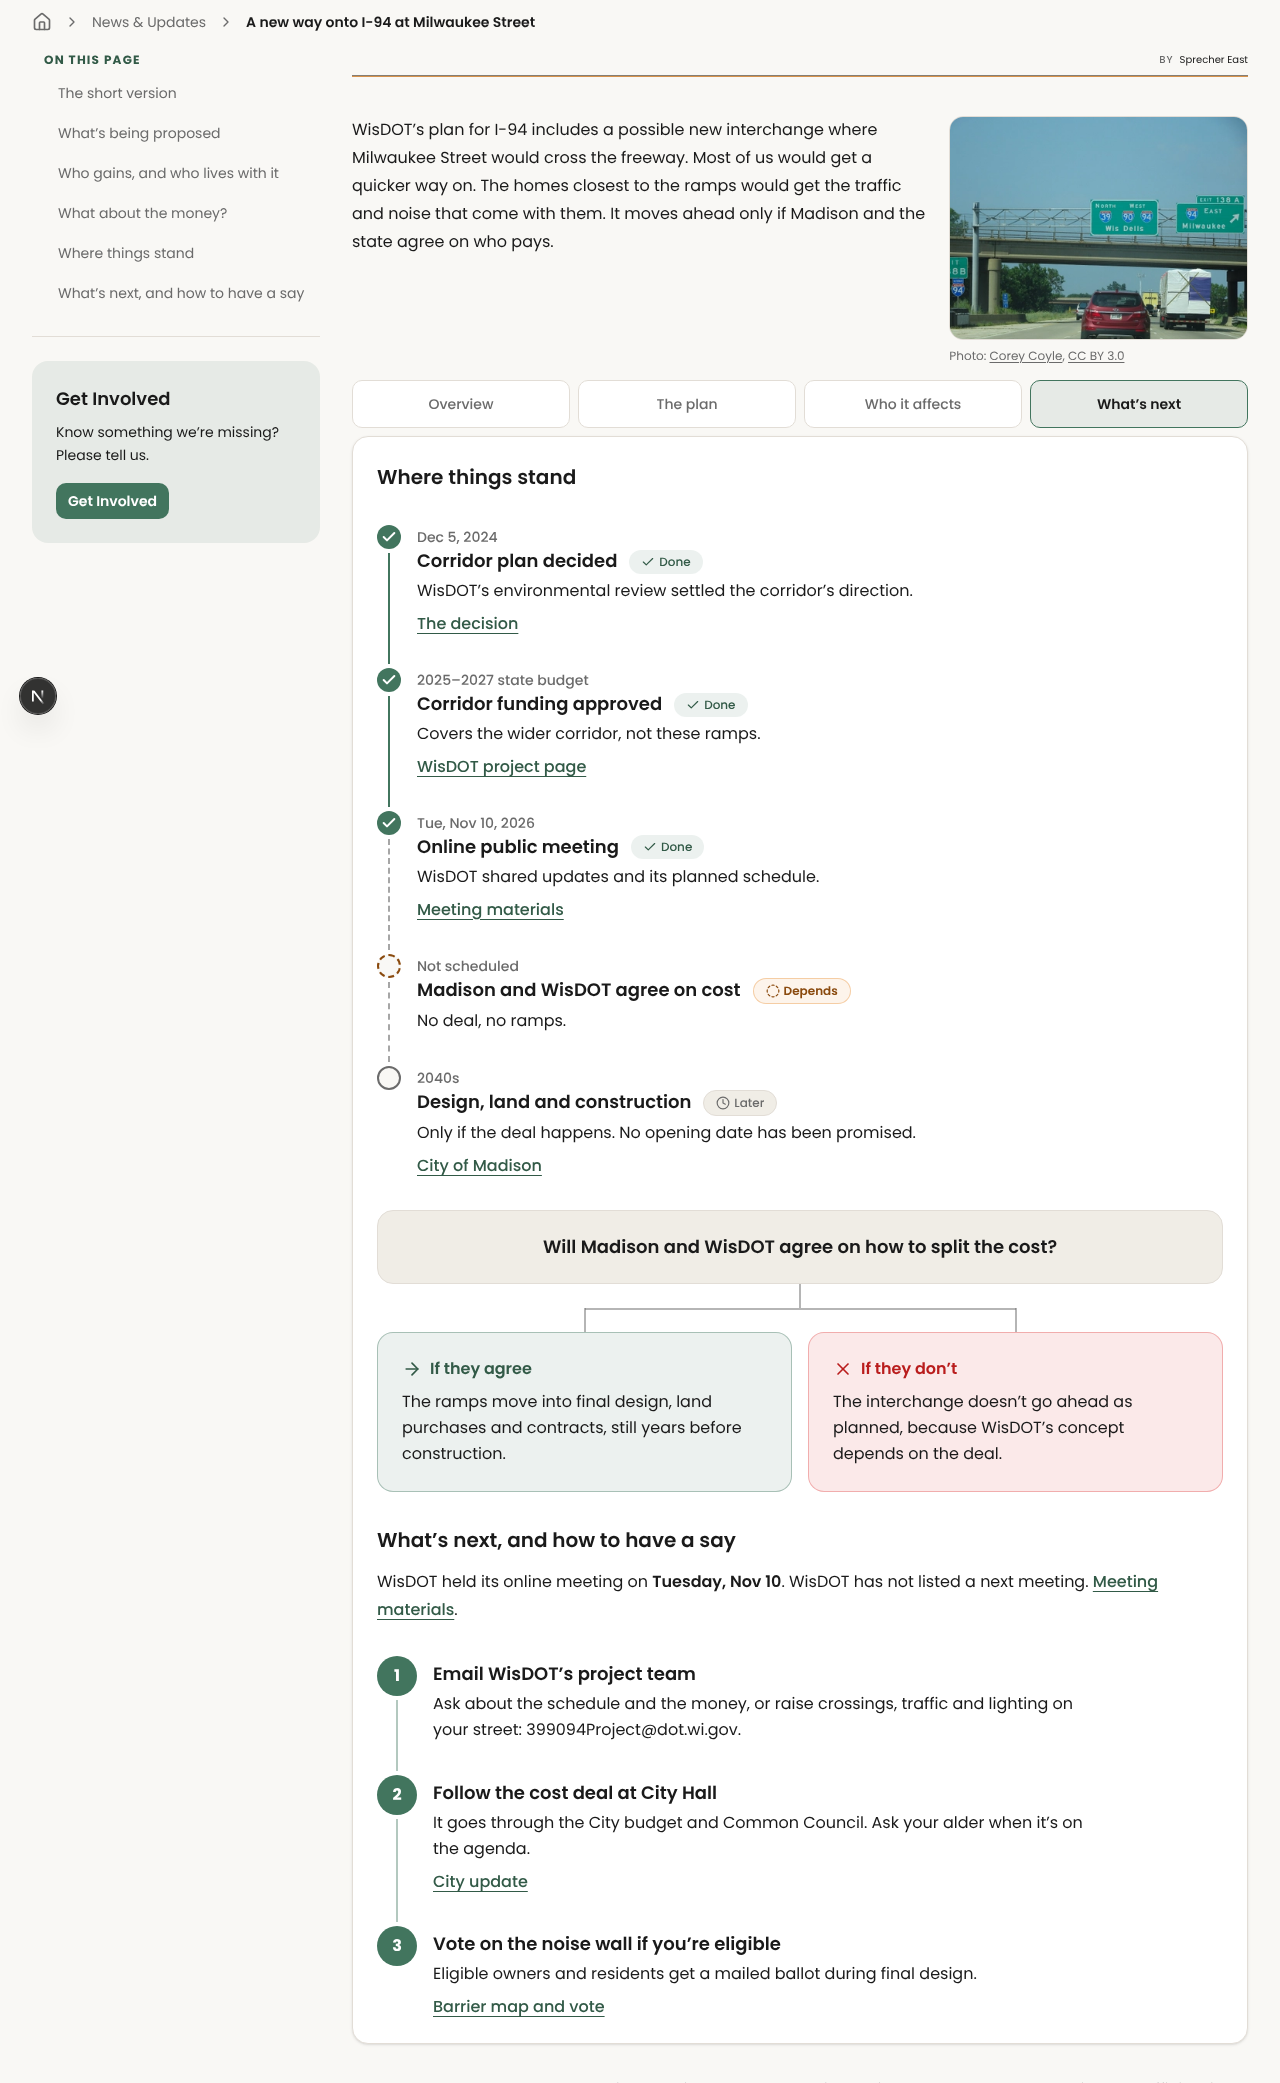 News & Updates
A new way onto I-94 at Milwaukee Street
ON THIS PAGE
The short version
What's being proposed
Who gains, and who lives with it
What about the money?
Where things stand
What's next, and how to have a say
Get Involved
Know something we're missing?
Please tell us.
Get Involved
N
BY Sprecher East
WisDOT's plan for I-94 includes a possible new interchange where
Milwaukee Street would cross the freeway. Most of us would get a
quicker way on. The homes closest to the ramps would get the traffic
and noise that come with them. It moves ahead only if Madison and the
state agree on who pays.
EXIT 138 A
NORTH WEST
39 90 94
Wis Dells
94 EAST
Milwaukee
94
Photo: Corey Coyle, CC BY 3.0
Overview
The plan
Who it affects
What's next
Where things stand
Dec 5, 2024
Corridor plan decided
Done
WisDOT's environmental review settled the corridor's direction.
The decision
2025–2027 state budget
Corridor funding approved
Done
Covers the wider corridor, not these ramps.
WisDOT project page
Tue, Nov 10, 2026
Online public meeting
Done
WisDOT shared updates and its planned schedule.
Meeting materials
Not scheduled
Madison and WisDOT agree on cost
Depends
No deal, no ramps.
2040s
Design, land and construction
Later
Only if the deal happens. No opening date has been promised.
City of Madison
Will Madison and WisDOT agree on how to split the cost?
If they agree
The ramps move into final design, land
purchases and contracts, still years before
construction.
If they don't
The interchange doesn't go ahead as
planned, because WisDOT's concept
depends on the deal.
What's next, and how to have a say
WisDOT held its online meeting on Tuesday, Nov 10. WisDOT has not listed a next meeting. Meeting
materials.
1
Email WisDOT's project team
Ask about the schedule and the money, or raise crossings, traffic and lighting on
your street: 399094Project@dot.wi.gov.
2
Follow the cost deal at City Hall
It goes through the City budget and Common Council. Ask your alder when it's on
the agenda.
City update
3
Vote on the noise wall if you're eligible
Eligible owners and residents get a mailed ballot during final design.
Barrier map and vote